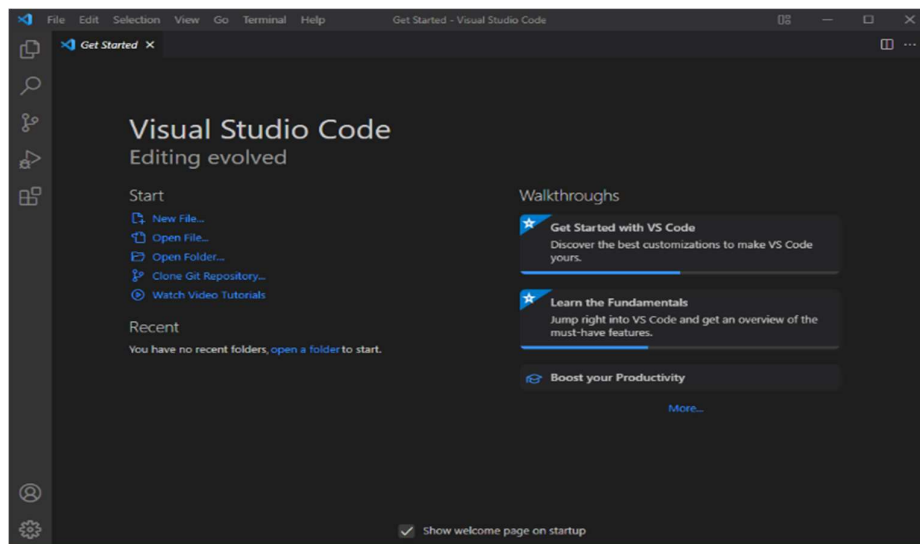 File Edit Selection View Go Terminal Help Get Started - Visual Studio Code
Get Started
Visual Studio Code
Editing evolved
Start
New File...
Open File...
Open Folder...
Clone Git Repository...
Watch Video Tutorials
Recent
You have no recent folders, open a folder to start.
Walkthroughs
Get Started with VS Code
Discover the best customizations to make VS Code
yours.
Learn the Fundamentals
Jump right into VS Code and get an overview of the
must-have features.
Boost your Productivity
More...
Show welcome page on startup